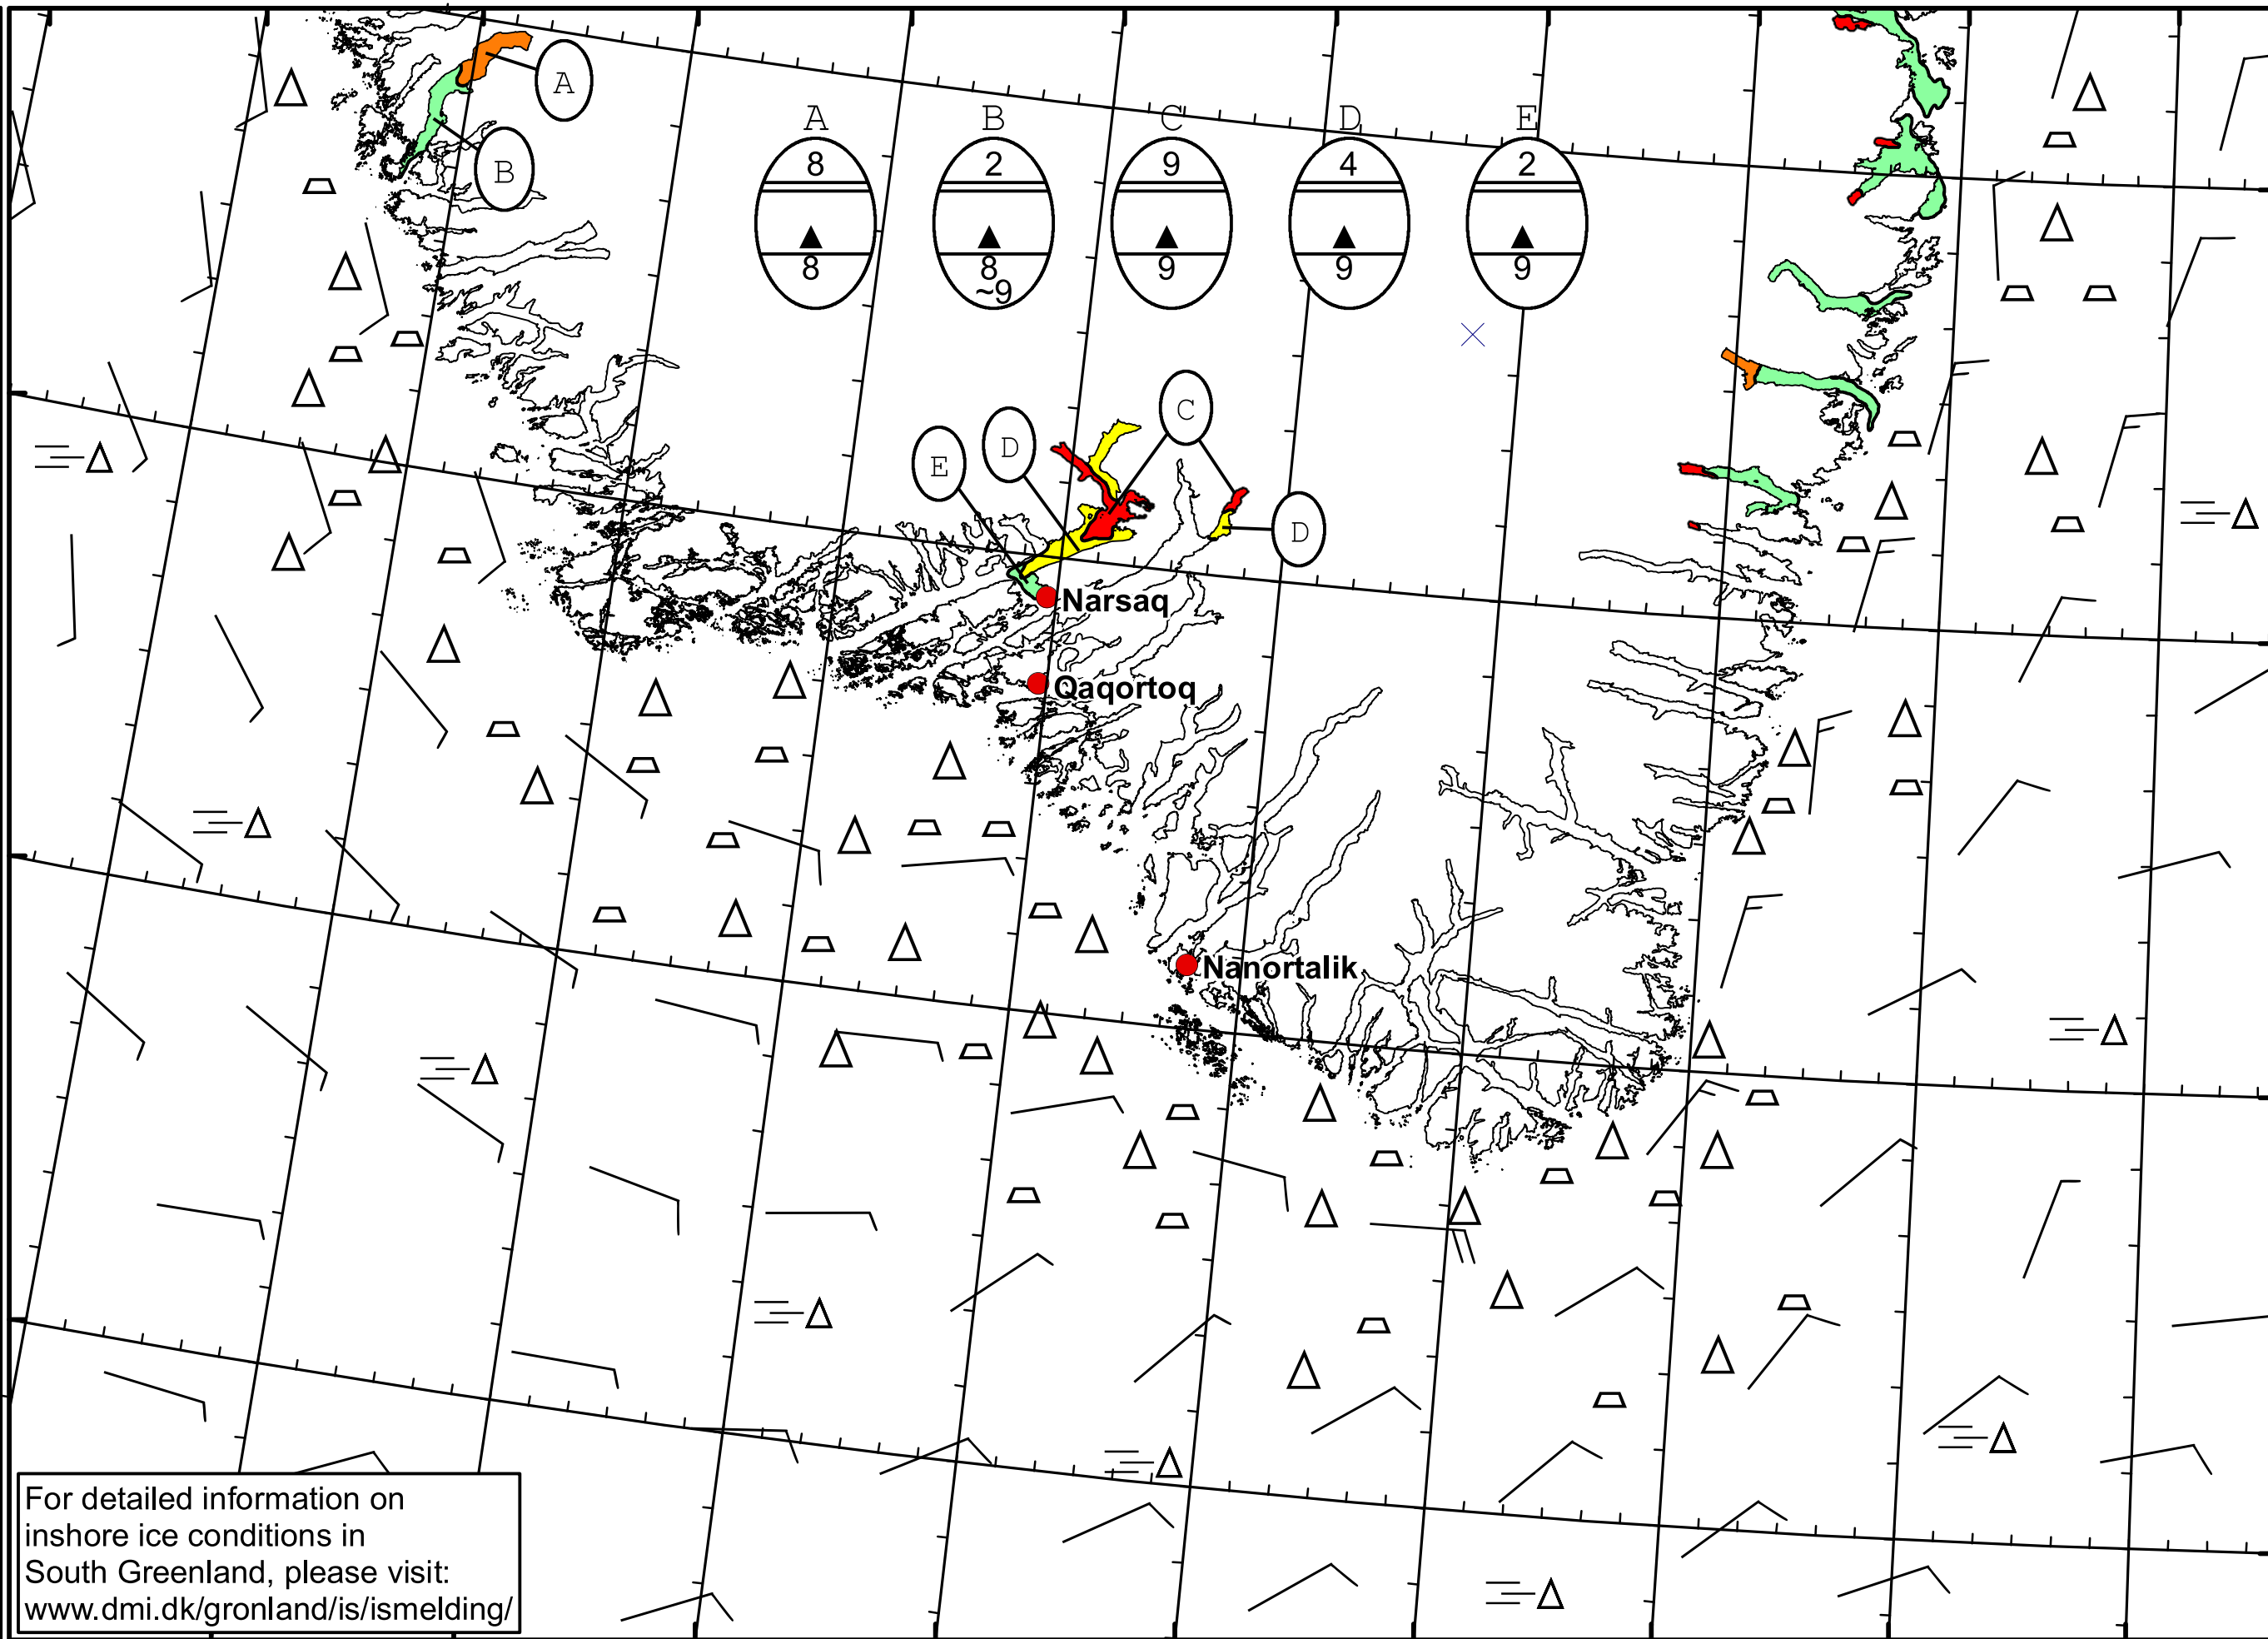 A
B
A B C D E
8 2 9 4 2
8 8 9 9 9
~9
C
D
E
D
Narsaq
Qaqortoq
Nanortalik
For detailed information on
inshore ice conditions in
South Greenland, please visit:
www.dmi.dk/gronland/is/ismelding/